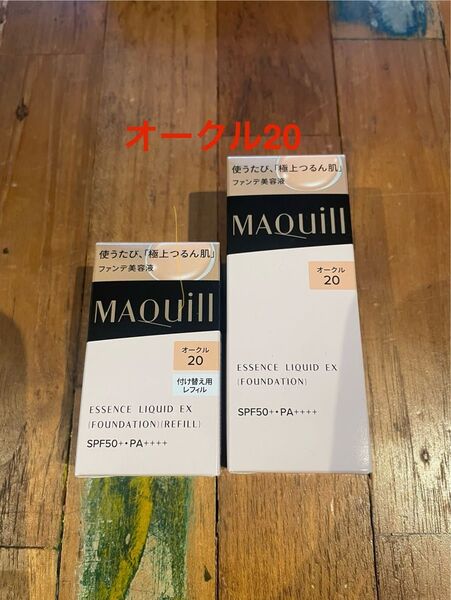 オークル20
使うたび、「極上つるん肌」
ファンデ美容液
MAQuill
オークル
20
付け替え用
レフィル
ESSENCE LIQUID EX
(FOUNDATION)(REFILL)
SPF50+・PA++++
使うたび、「極上つるん肌」
ファンデ美容液
MAQuill
オークル
20
ESSENCE LIQUID EX
(FOUNDATION)
SPF50+・PA++++